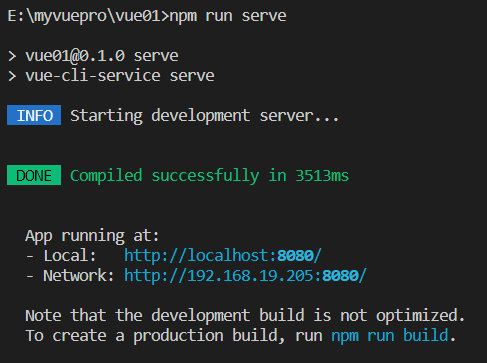 E:\myvuepro\vue01>npm run serve
> vue01@0.1.0 serve
> vue-cli-service serve
INFO Starting development server...
DONE Compiled successfully in 3513ms
App running at:
- Local: http://localhost:8080/
- Network: http://192.168.19.205:8080/
Note that the development build is not optimized.
To create a production build, run npm run build.